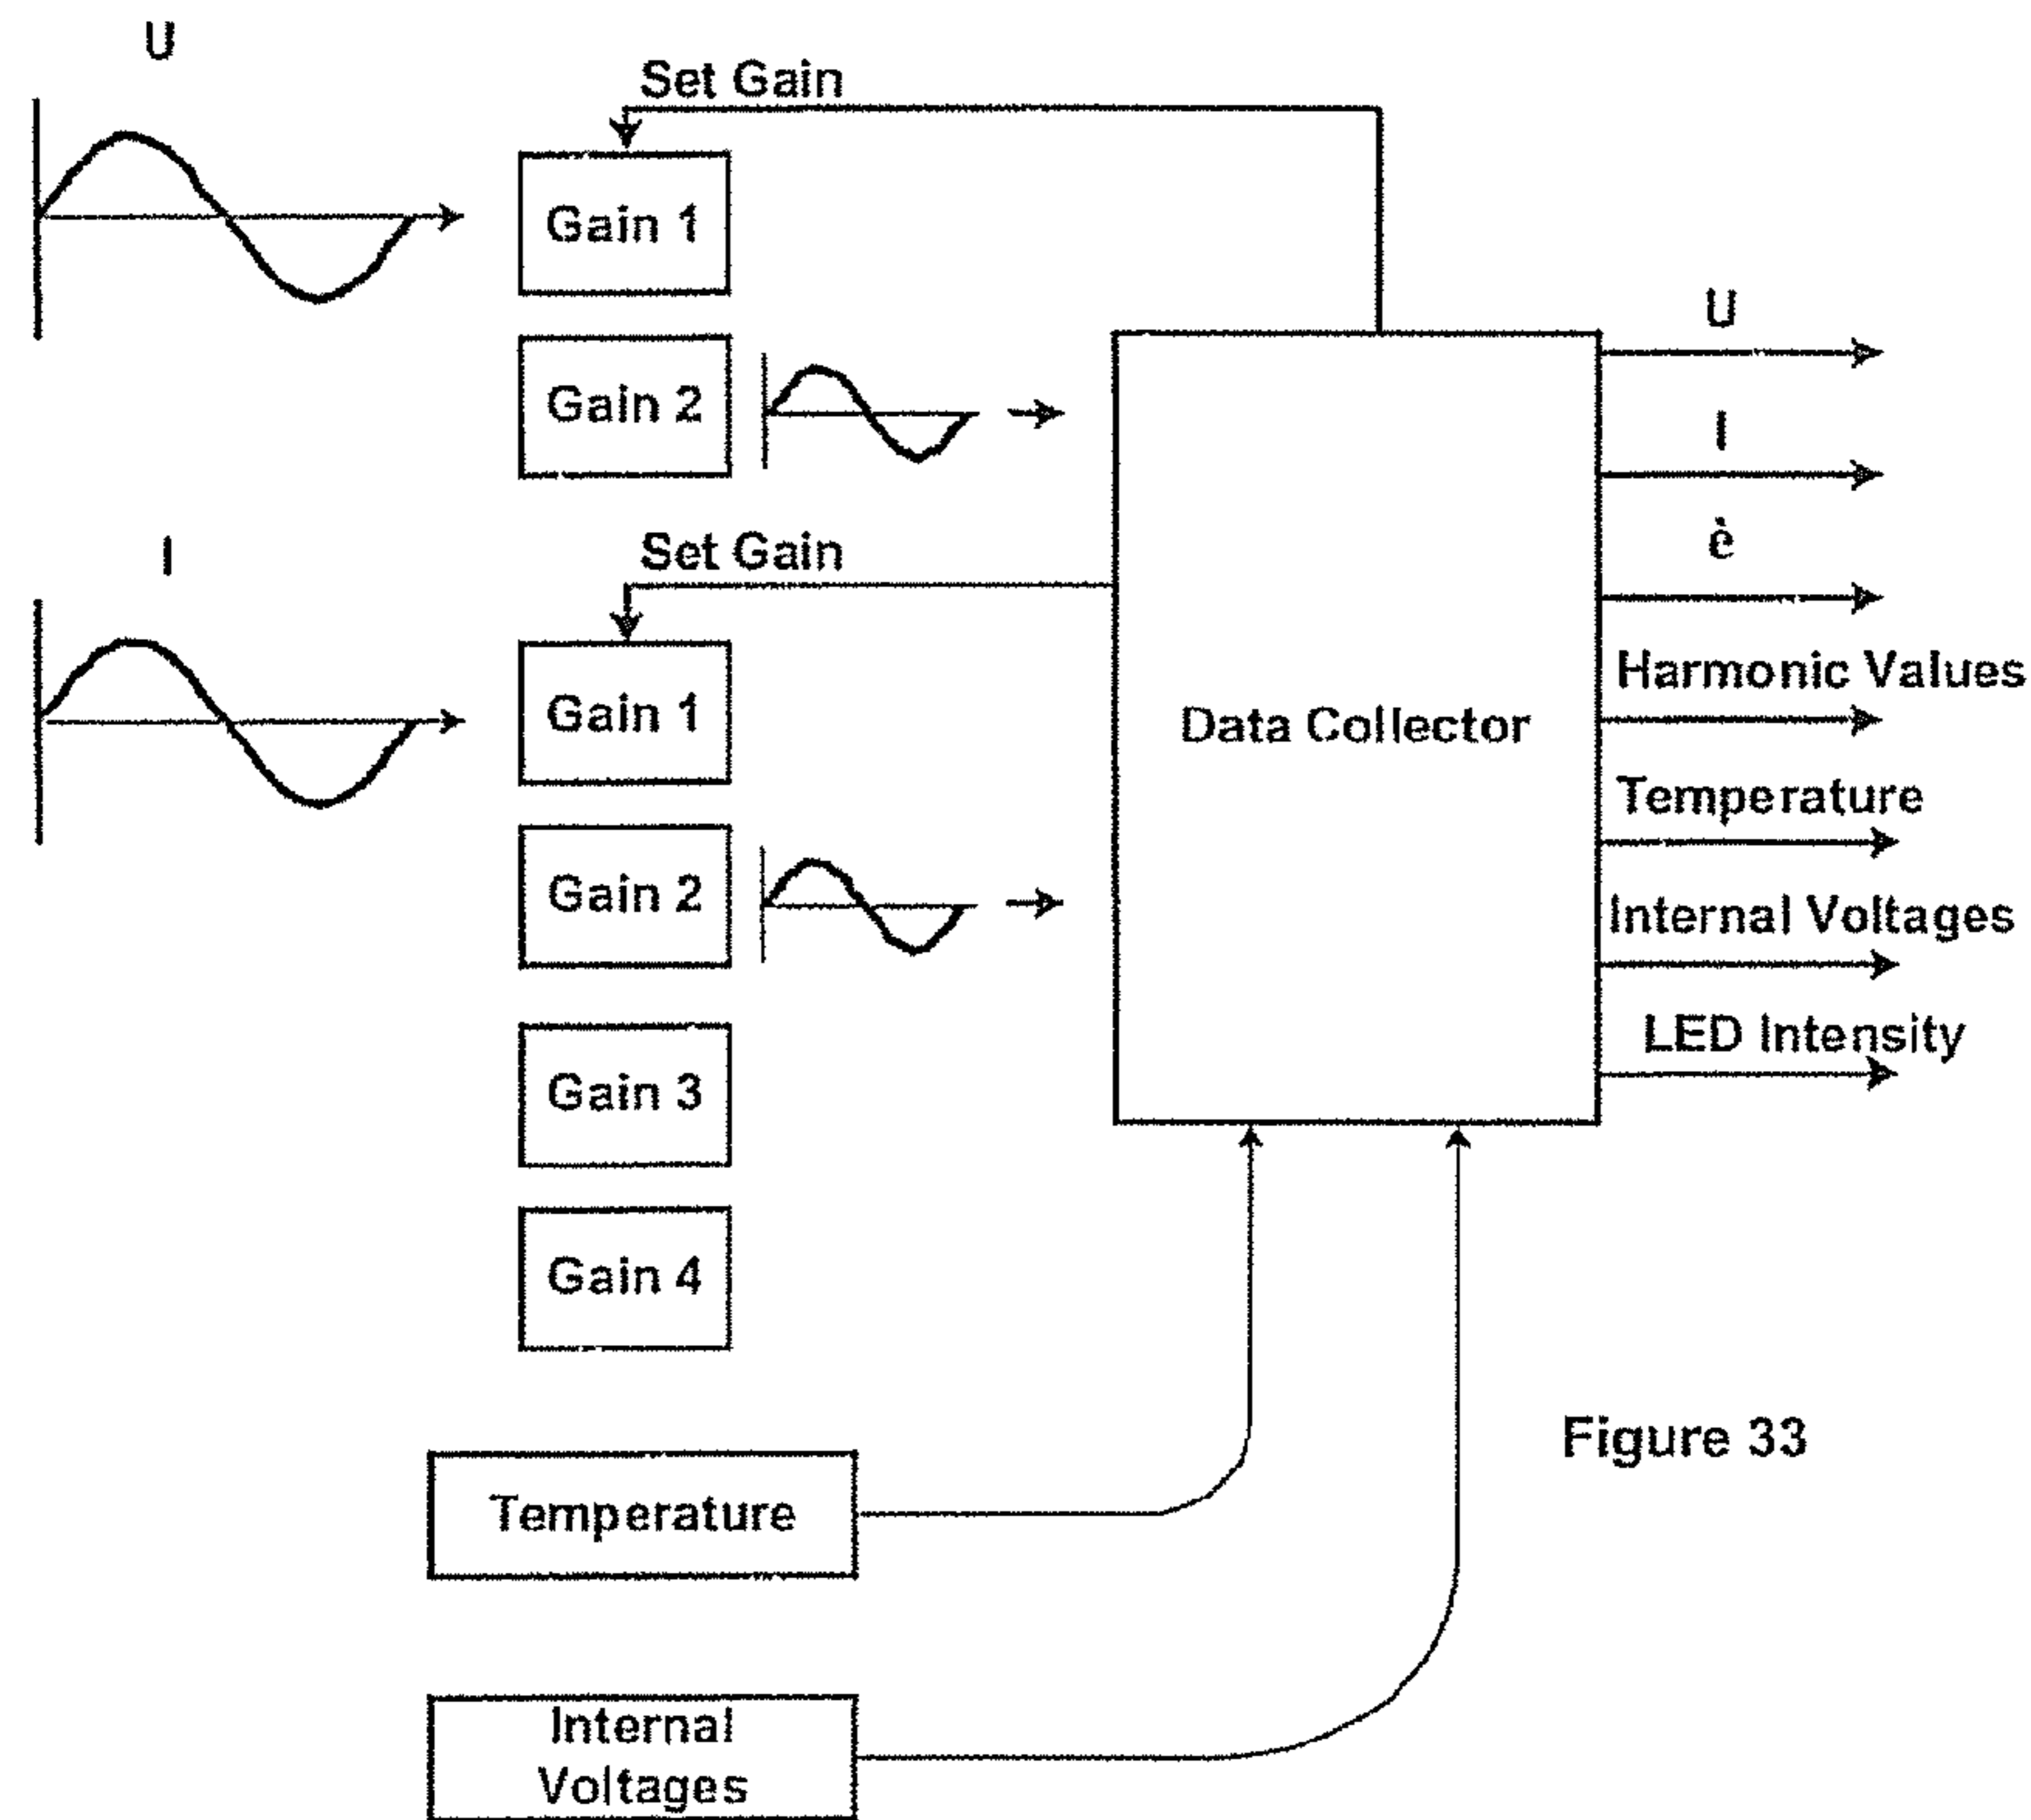 U
Set Gain
Gain 1
Gain 2
I
Set Gain
Gain 1
Gain 2
Gain 3
Gain 4
Temperature
Internal
Voltages
Data Collector
U
I
è
Harmonic Values
Temperature
Internal Voltages
LED Intensity
Figure 33